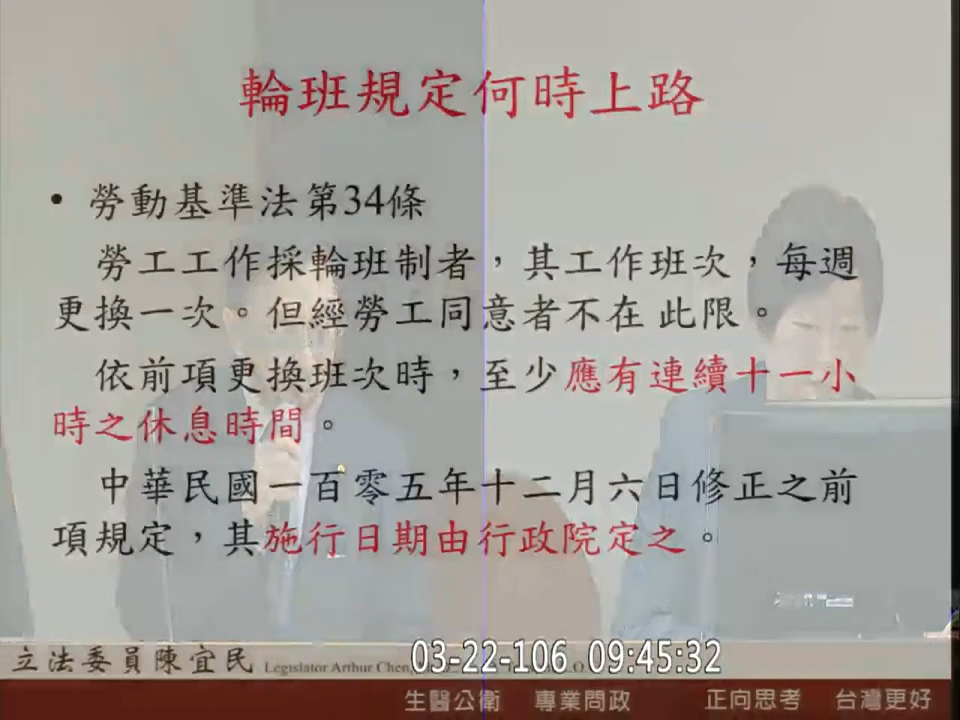 輪班規定何時上路
• 勞動基準法第34條
勞工工作採輪班制者，其工作班次，每週
更換一次。但經勞工同意者不在 此限。
依前項更換班次時，至少應有連續十一小
時之休息時間。
中華民國一百零五年十二月六日修正之前
項規定，其施行日期由行政院定之。
立法委員陳宜民 Legislator Arthur Chen, 03-22-106 09:45:32
生醫公衛 專業問政 正向思考 台灣更好